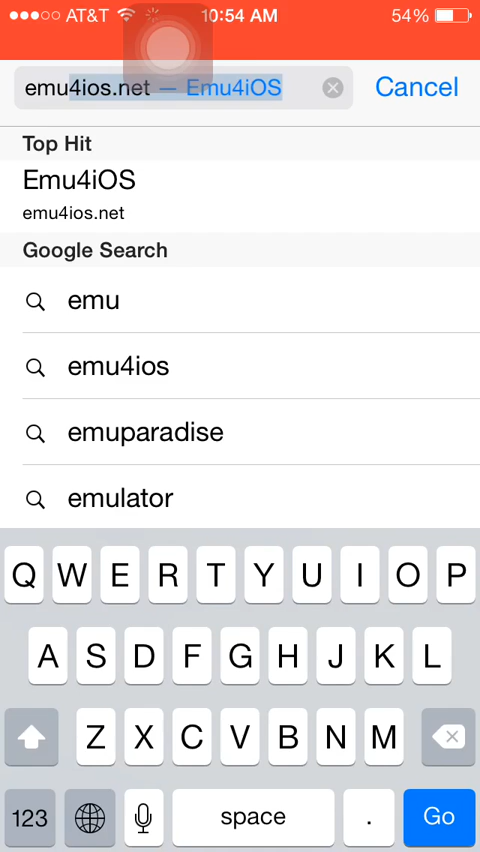 AT&T 10:54 AM 54%
emu4ios.net — Emu4iOS Cancel
Top Hit
Emu4iOS
emu4ios.net
Google Search
emu
emu4ios
emuparadise
emulator
Q W E R T Y U I O P
A S D F G H J K L
Z X C V B N M
123 space . Go